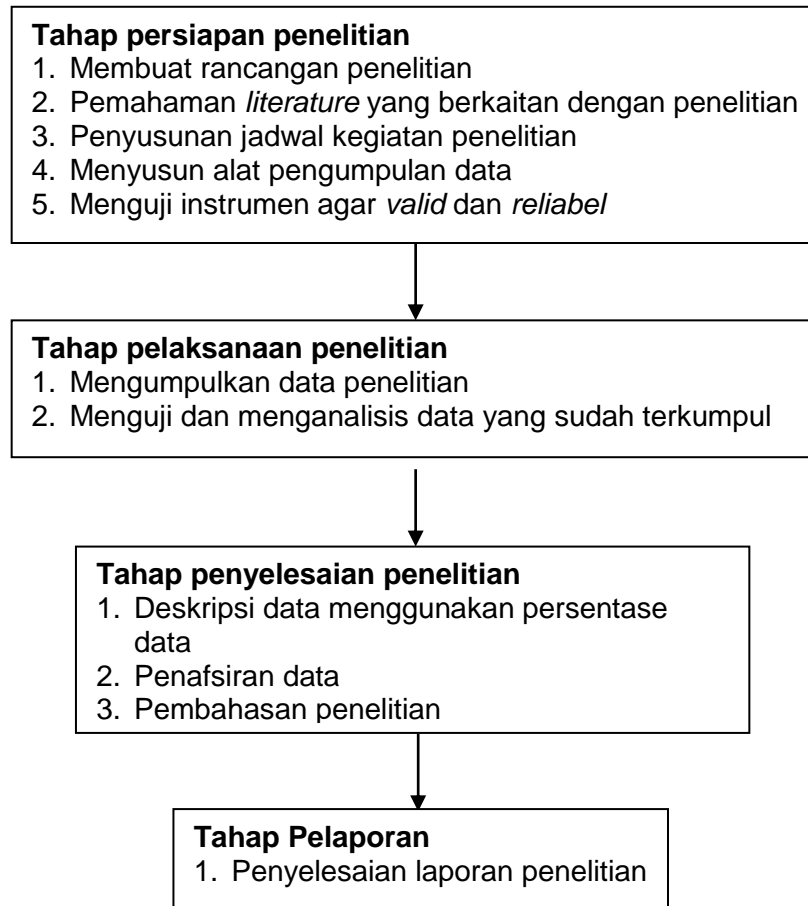 Tahap persiapan penelitian
1. Membuat rancangan penelitian
2. Pemahaman literature yang berkaitan dengan penelitian
3. Penyusunan jadwal kegiatan penelitian
4. Menyusun alat pengumpulan data
5. Menguji instrumen agar valid dan reliabel
Tahap pelaksanaan penelitian
1. Mengumpulkan data penelitian
2. Menguji dan menganalisis data yang sudah terkumpul
Tahap penyelesaian penelitian
1. Deskripsi data menggunakan persentase
data
2. Penafsiran data
3. Pembahasan penelitian
Tahap Pelaporan
1. Penyelesaian laporan penelitian